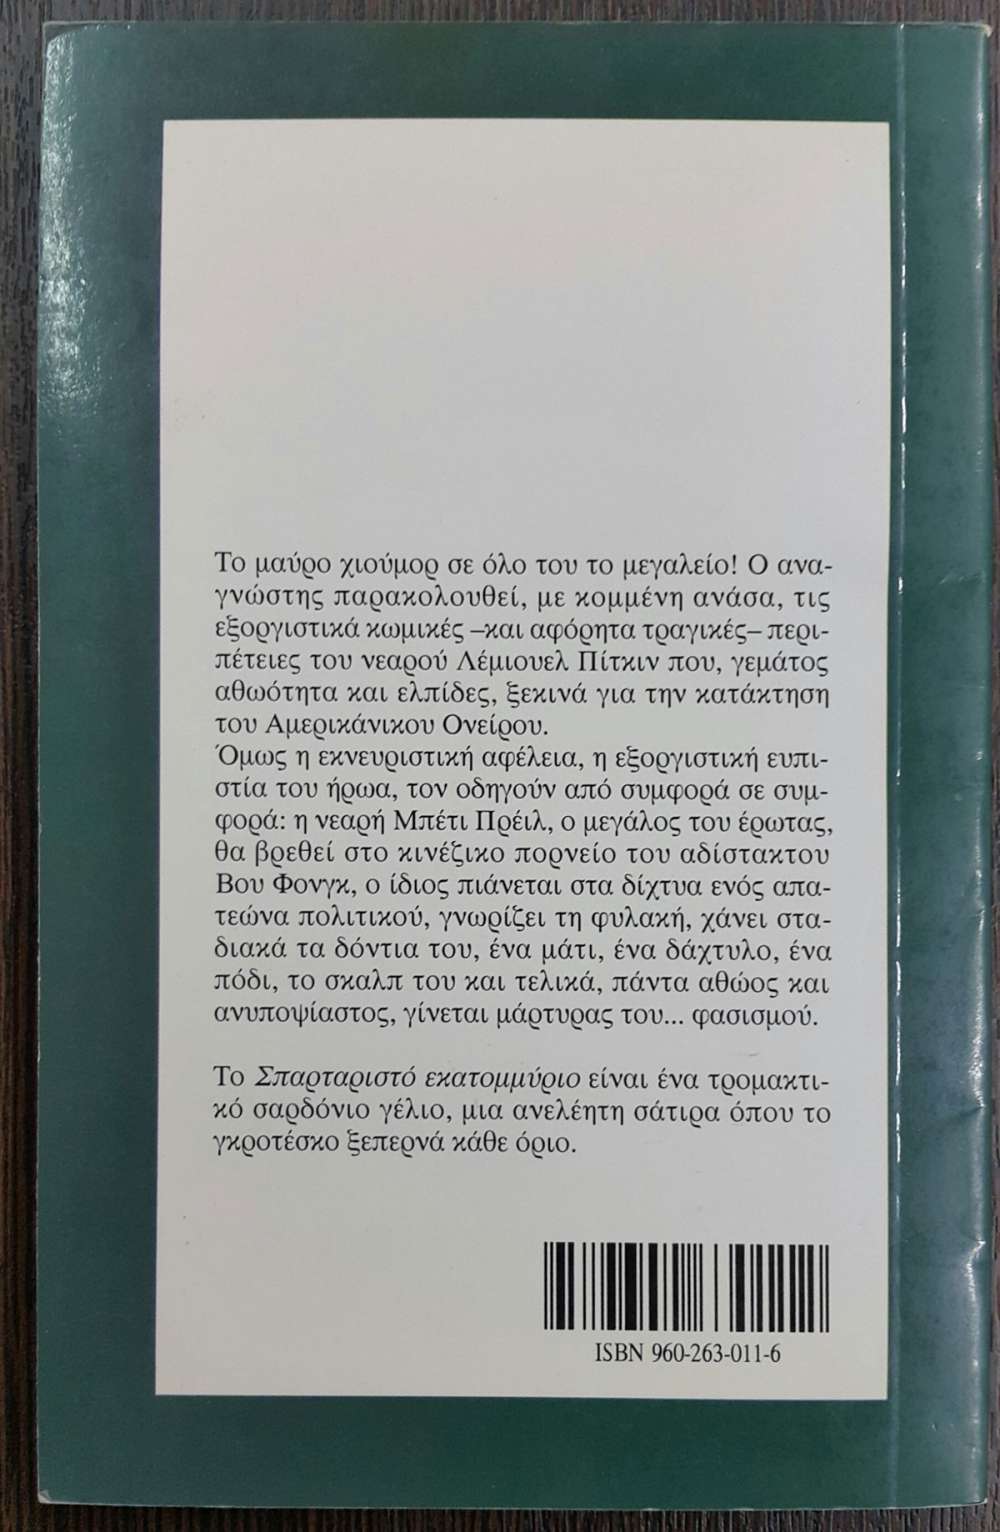 Το μαύρο χιούμορ σε όλο του το μεγαλείο! Ο ανα-
γνώστης παρακολουθεί, με κομμένη ανάσα, τις
εξοργιστικά κωμικές –και αφόρητα τραγικές– περι-
πέτειες του νεαρού Λέμιουελ Πίτκιν που, γεμάτος
αθωότητα και ελπίδες, ξεκινά για την κατάκτηση
του Αμερικάνικου Ονείρου.
Όμως η εκνευριστική αφέλεια, η εξοργιστική ευπι-
στία του ήρωα, τον οδηγούν από συμφορά σε συμ-
φορά: η νεαρή Μπέτι Πρέιλ, ο μεγάλος του έρωτας,
θα βρεθεί στο κινέζικο πορνείο του αδίστακτου
Βου Φονγκ, ο ίδιος πιάνεται στα δίχτυα ενός απα-
τεώνα πολιτικού, γνωρίζει τη φυλακή, χάνει στα-
διακά τα δόντια του, ένα μάτι, ένα δάχτυλο, ένα
πόδι, το σκαλπ του και τελικά, πάντα αθώος και
ανυποψίαστος, γίνεται μάρτυρας του... φασισμού.
Το Σπαρταριστό εκατομμύριο είναι ένα τρομακτι-
κό σαρδόνιο γέλιο, μια ανελέητη σάτιρα όπου το
γκροτέσκο ξεπερνά κάθε όριο.
ISBN 960-263-011-6